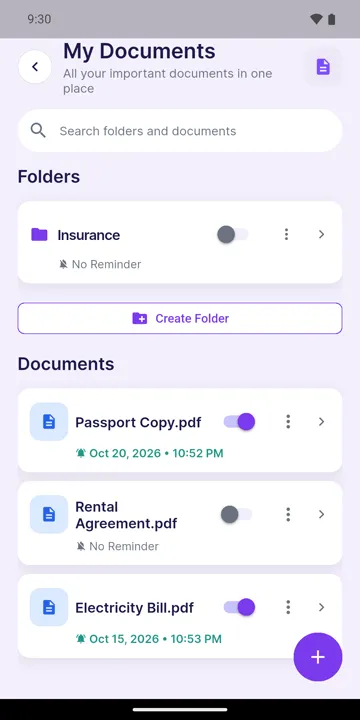 9:30
My Documents
All your important documents in one
place
Search folders and documents
Folders
Insurance
No Reminder
Create Folder
Documents
Passport Copy.pdf
Oct 20, 2026 • 10:52 PM
Rental
Agreement.pdf
No Reminder
Electricity Bill.pdf
Oct 15, 2026 • 10:53 PM